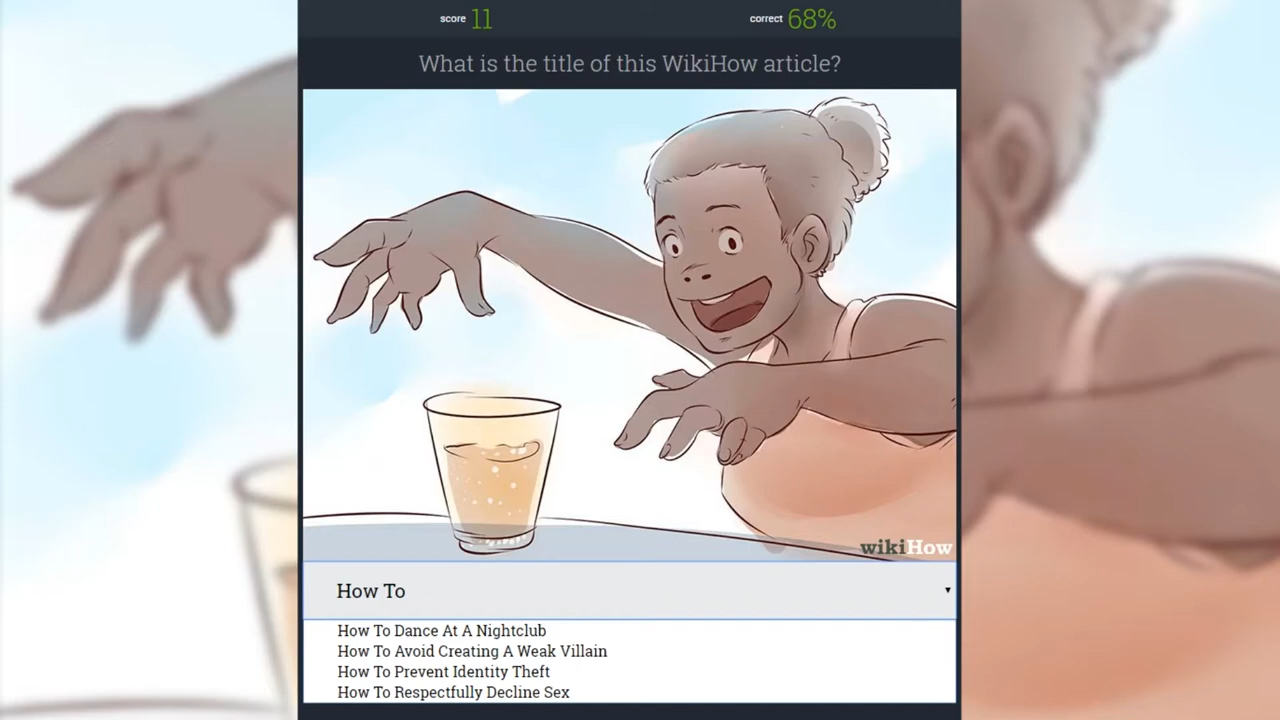 score 11 correct 68%
What is the title of this WikiHow article?
wikiHow
How To
How To Dance At A Nightclub
How To Avoid Creating A Weak Villain
How To Prevent Identity Theft
How To Respectfully Decline Sex